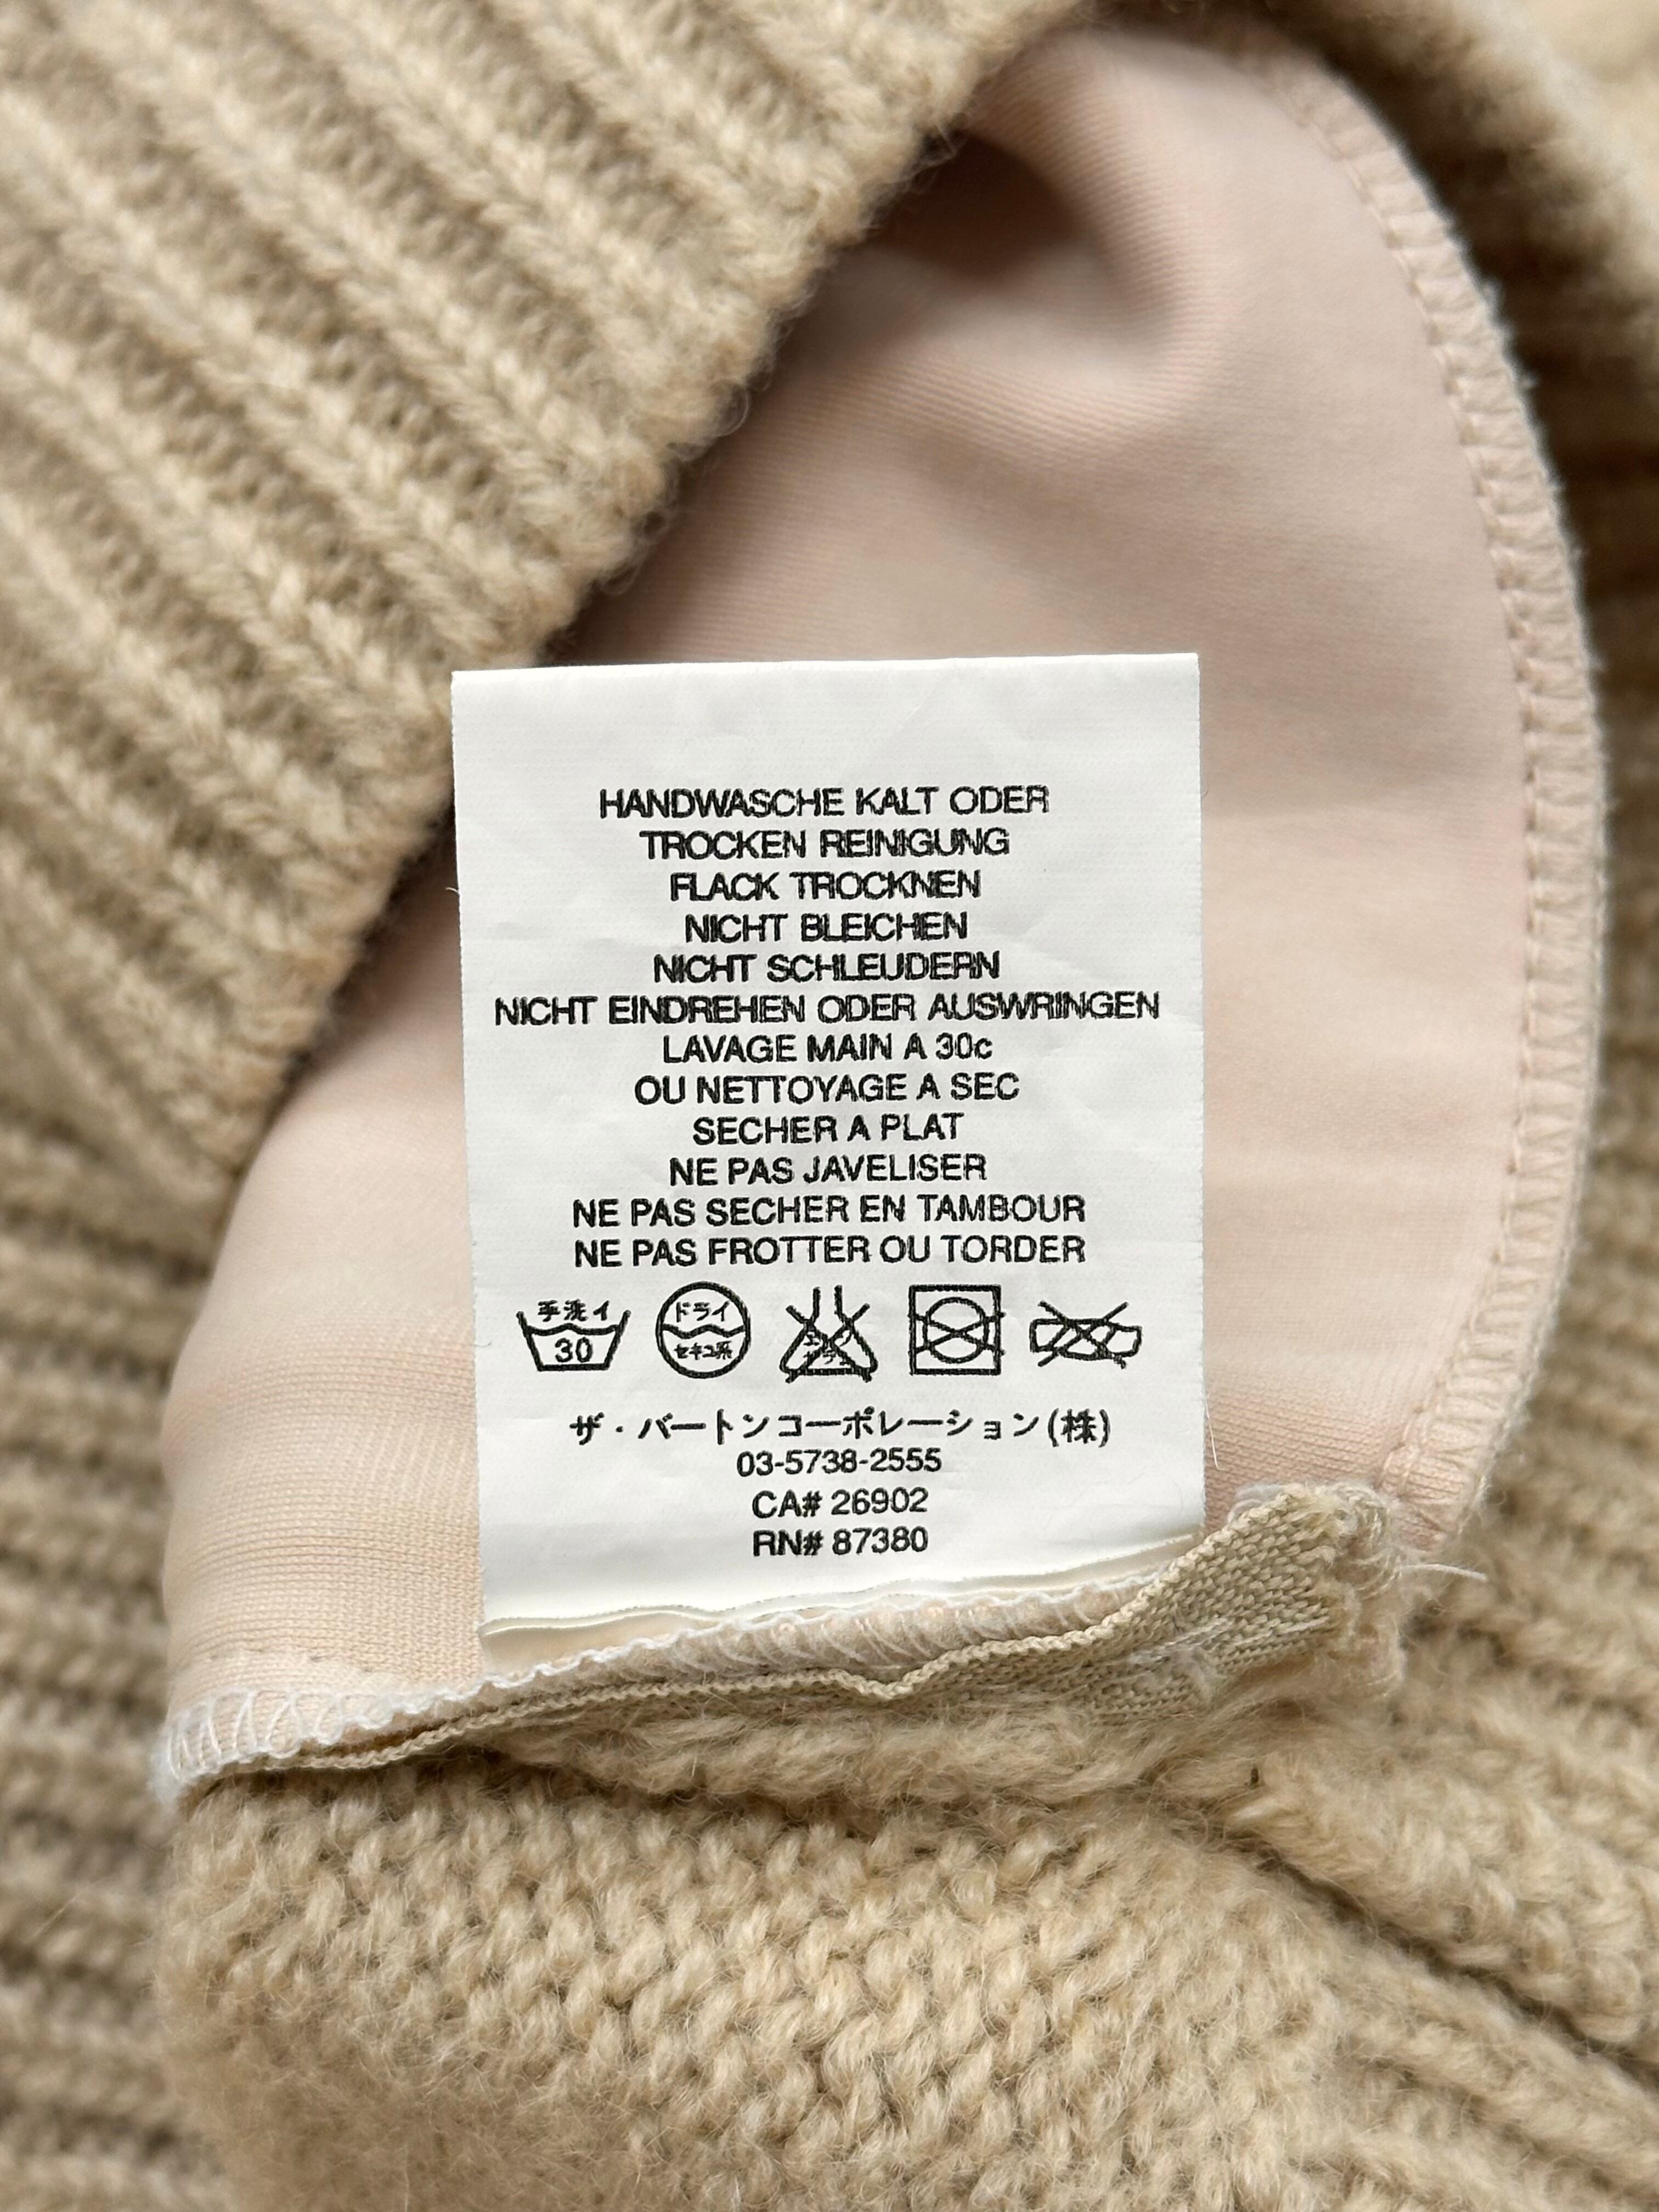 HANDWASCHE KALT ODER
TROCKEN REINIGUNG
FLACK TROCKNEN
NICHT BLEICHEN
NICHT SCHLEUDERN
NICHT EINDREHEN ODER AUSWRINGEN
LAVAGE MAIN A 30c
OU NETTOYAGE A SEC
SECHER A PLAT
NE PAS JAVELISER
NE PAS SECHER EN TAMBOUR
NE PAS FROTTER OU TORDER
手洗イ ドライ
30 セキユ系
ザ・バートンコーポレーション(株)
03-5738-2555
CA# 26902
RN# 87380